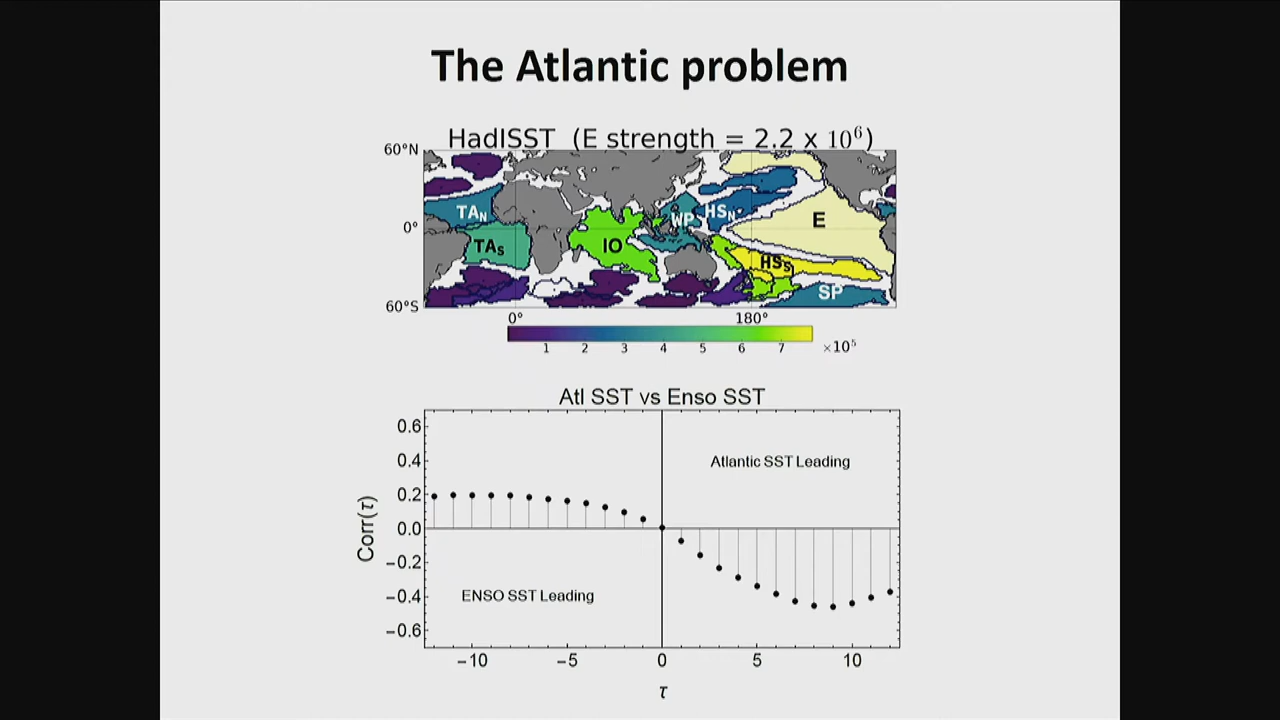 The Atlantic problem
HadISST (E strength = 2.2 x 10⁶)
60°N
0°
60°S
TA_N
TA_S
IO
WP
HS_N
E
HS_S
SP
0° 180°
1 2 3 4 5 6 7 ×10⁵
Atl SST vs Enso SST
0.6
0.4
0.2
0.0
−0.2
−0.4
−0.6
Corr(τ)
Atlantic SST Leading
ENSO SST Leading
−10 −5 0 5 10
τ